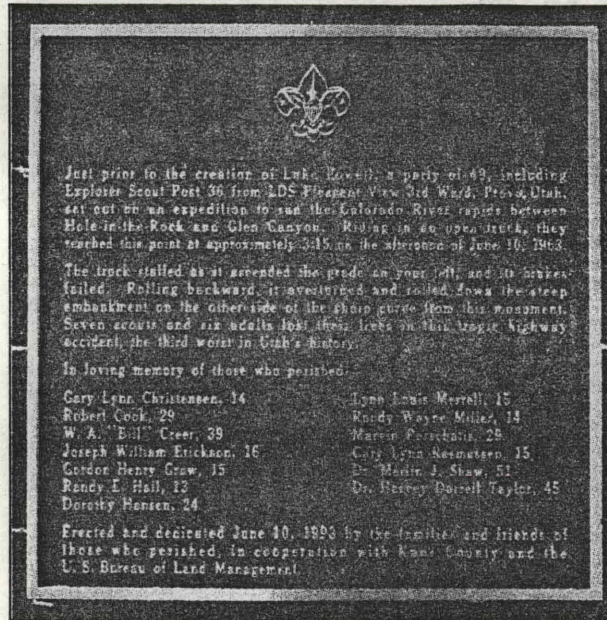 Just prior to the creation of Lake Powell, a party of 49, including
Explorer Scout Post 36 from LDS Pleasant View 3rd Ward, Provo, Utah,
set out on an expedition to run the Colorado River rapids between
Hole-in-the-Rock and Glen Canyon. Riding in an open truck, they
reached this point at approximately 3:15 on the afternoon of June 10, 1963.
The truck stalled as it ascended the grade on your left, and its brakes
failed. Rolling backward, it overturned and rolled down the steep
embankment on the other side of the sharp curve from this monument.
Seven scouts and six adults lost their lives in this tragic highway
accident, the third worst in Utah's history.
In loving memory of those who perished:
Gary Lynn Christensen, 14
Robert Cook, 29
W. A. "Bill" Creer, 39
Joseph William Erickson, 16
Gordon Henry Grow, 15
Randy E. Hall, 13
Dorothy Hansen, 24
Lynn Louis Merrell, 15
Randy Wayne Miller, 14
29
Gary Lynn Rasmussen, 15
Dr. Merlin J. Shaw, 51
Dr. Harvey Darrell Taylor, 45
Erected and dedicated June 10, 1993 by the families and friends of
those who perished, in cooperation with Kane County and the
U. S. Bureau of Land Management.